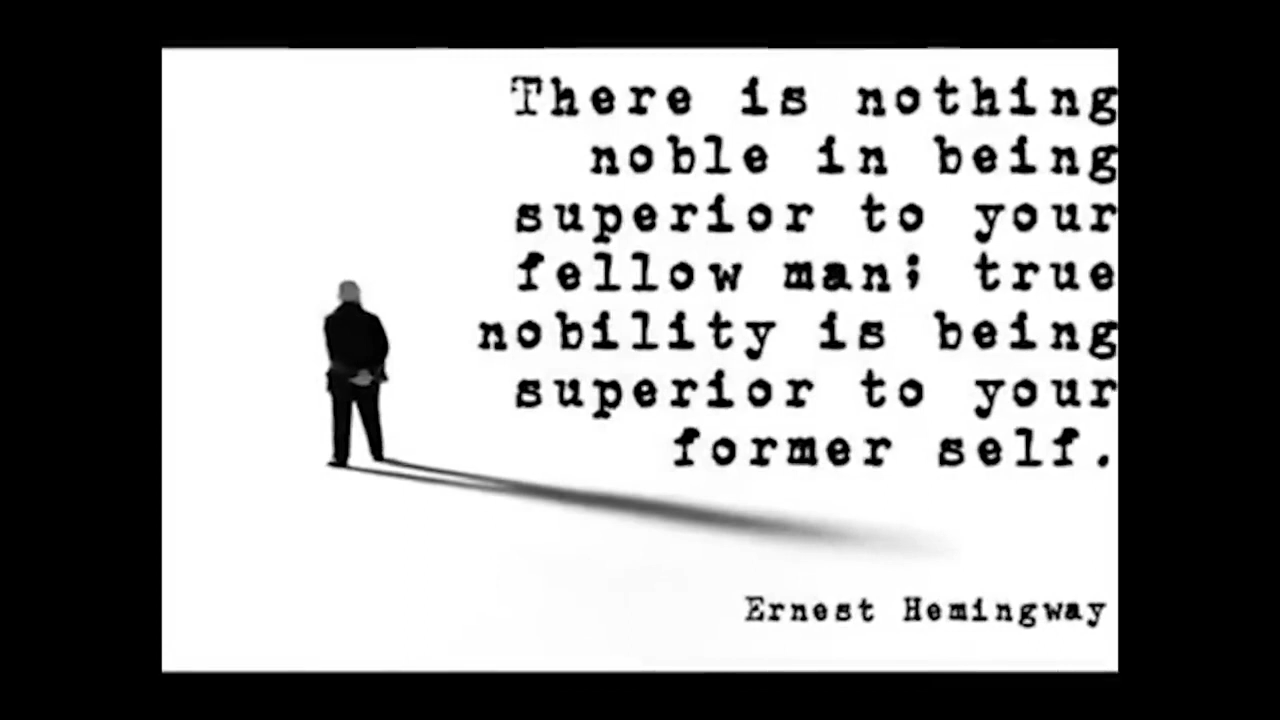 There is nothing
noble in being
superior to your
fellow man; true
nobility is being
superior to your
former self.
Ernest Hemingway